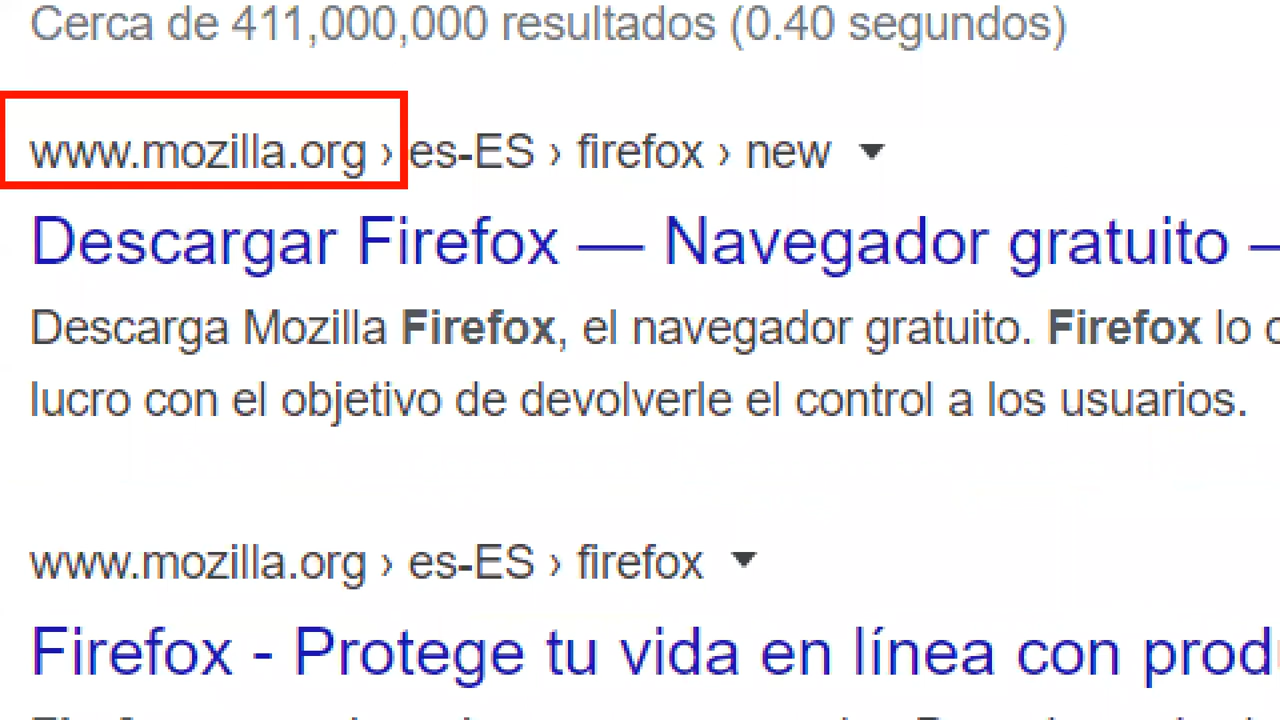 Cerca de 411,000,000 resultados (0.40 segundos)
www.mozilla.org › es-ES › firefox › new
Descargar Firefox — Navegador gratuito –
Descarga Mozilla Firefox, el navegador gratuito. Firefox lo
lucro con el objetivo de devolverle el control a los usuarios.
www.mozilla.org › es-ES › firefox
Firefox - Protege tu vida en línea con